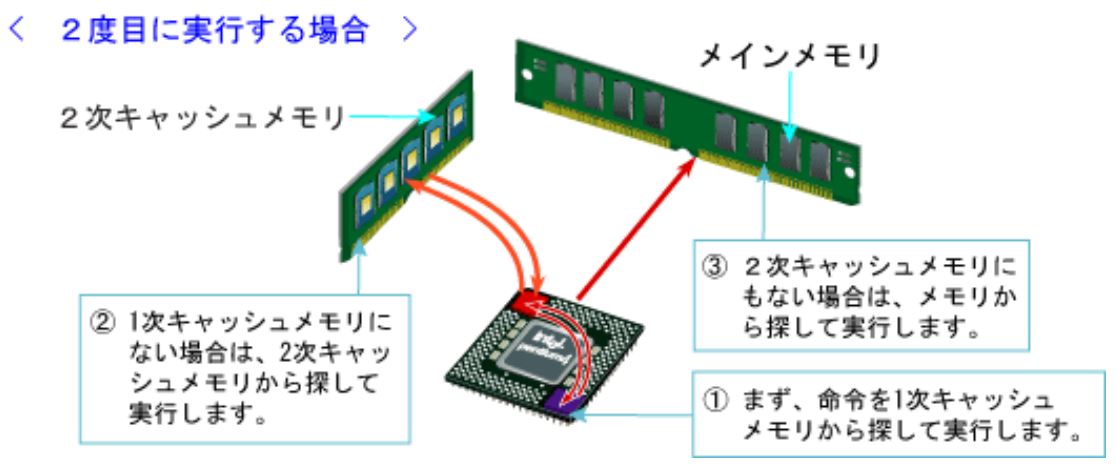 ＜ ２度目に実行する場合 ＞
メインメモリ
２次キャッシュメモリ
③ ２次キャッシュメモリに
もない場合は、メモリか
ら探して実行します。
② 1次キャッシュメモリに
ない場合は、2次キャッ
シュメモリから探して
実行します。
intel
pentium
① まず、命令を1次キャッシュ
メモリから探して実行します。